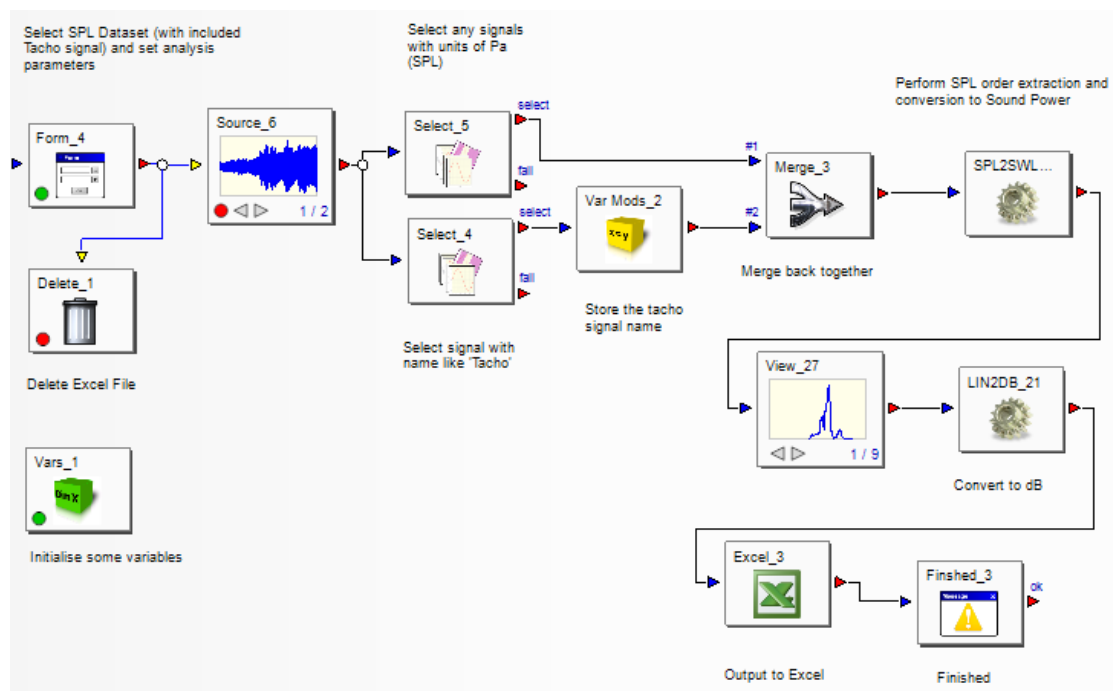 Select SPL Dataset (with included
Tacho signal) and set analysis
parameters
Select any signals
with units of Pa
(SPL)
Perform SPL order extraction and
conversion to Sound Power
Form_4
Form
Source_6
1 / 2
Select_5
select
fail
#1
Merge_3
SPL2SWL...
Select_4
select
fail
Var Mods_2
x=y
#2
Merge back together
Delete_1
Delete Excel File
Select signal with
name like 'Tacho'
Store the tacho
signal name
View_27
1 / 9
LIN2DB_21
Convert to dB
Vars_1
Dim X
Initialise some variables
Excel_3
Output to Excel
Finshed_3
Message
ok
Finished